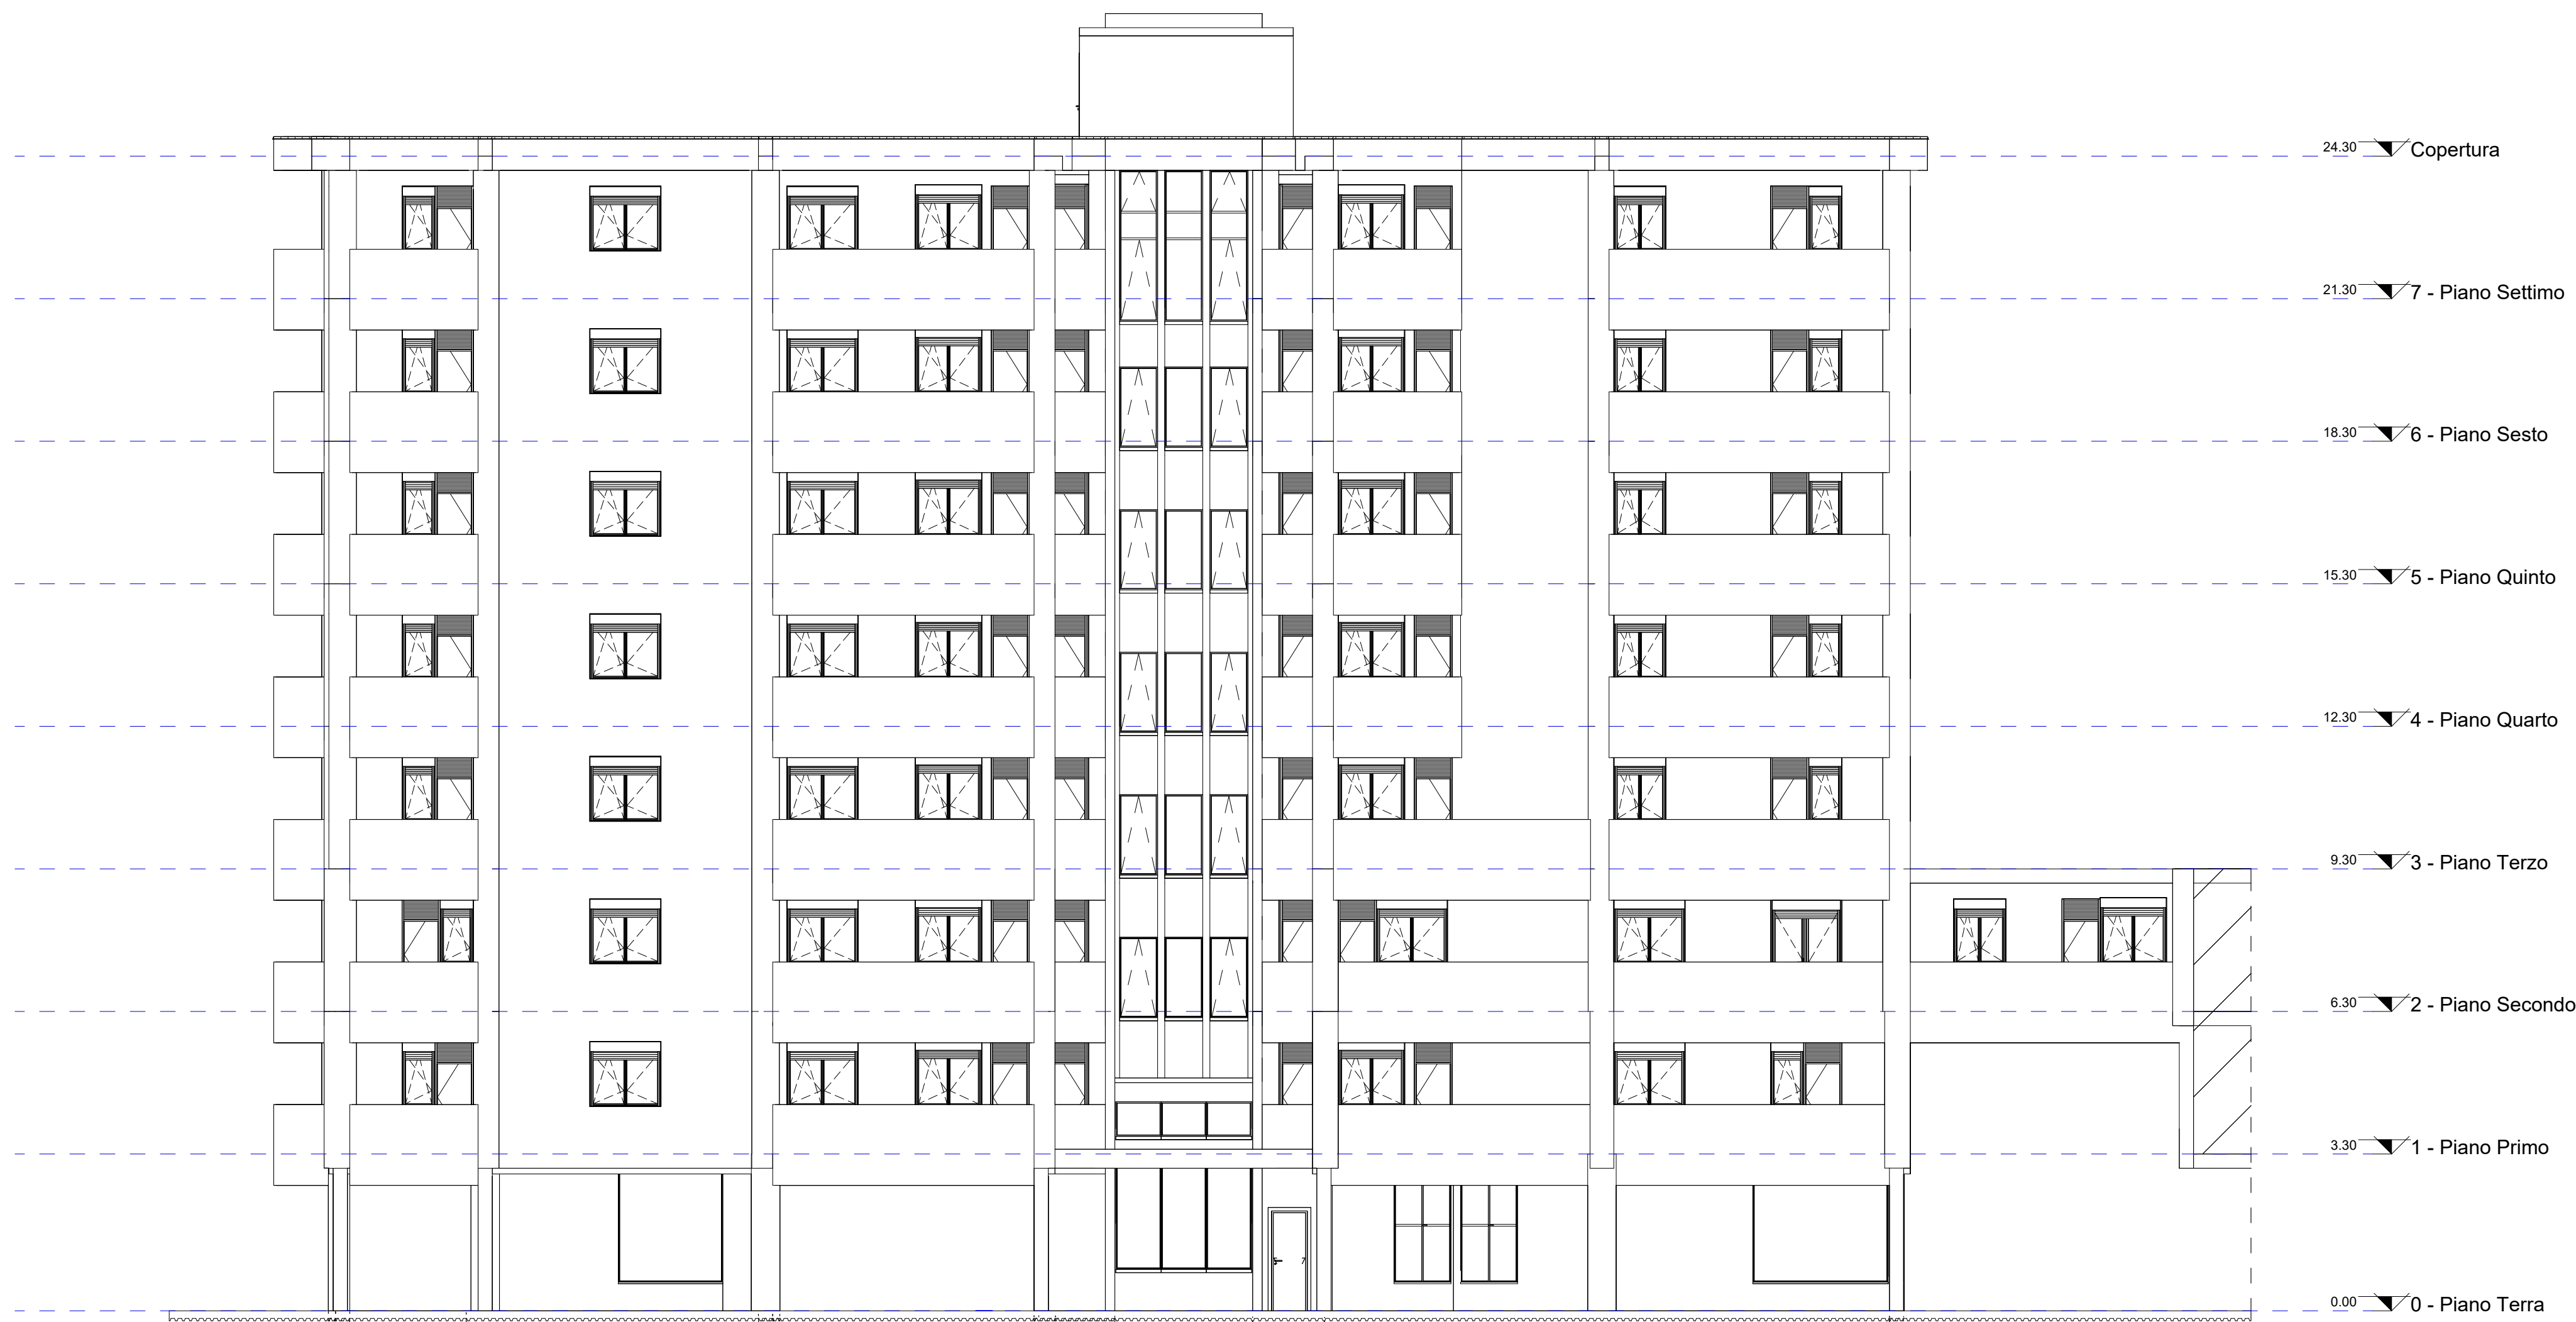 24.30 Copertura
21.30 7 - Piano Settimo
18.30 6 - Piano Sesto
15.30 5 - Piano Quinto
12.30 4 - Piano Quarto
9.30 3 - Piano Terzo
6.30 2 - Piano Secondo
3.30 1 - Piano Primo
0.00 0 - Piano Terra